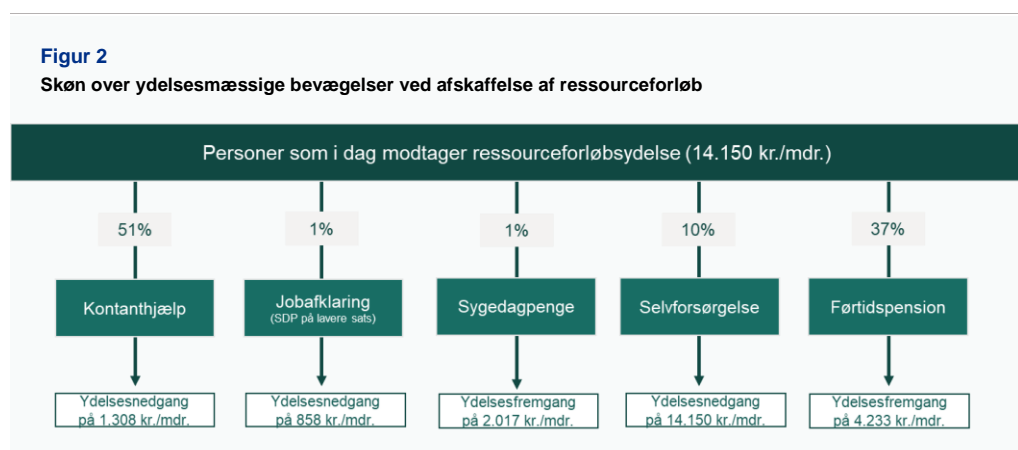 Figur 2
Skøn over ydelsesmæssige bevægelser ved afskaffelse af ressourceforløb
Personer som i dag modtager ressourceforløbsydelse (14.150 kr./mdr.)
51%
1%
1%
10%
37%
Kontanthjælp
Jobafklaring
(SDP på lavere sats)
Sygedagpenge
Selvforsørgelse
Førtidspension
Ydelsesnedgang
på 1.308 kr./mdr.
Ydelsesnedgang
på 858 kr./mdr.
Ydelsesfremgang
på 2.017 kr./mdr.
Ydelsesnedgang
på 14.150 kr./mdr.
Ydelsesfremgang
på 4.233 kr./mdr.